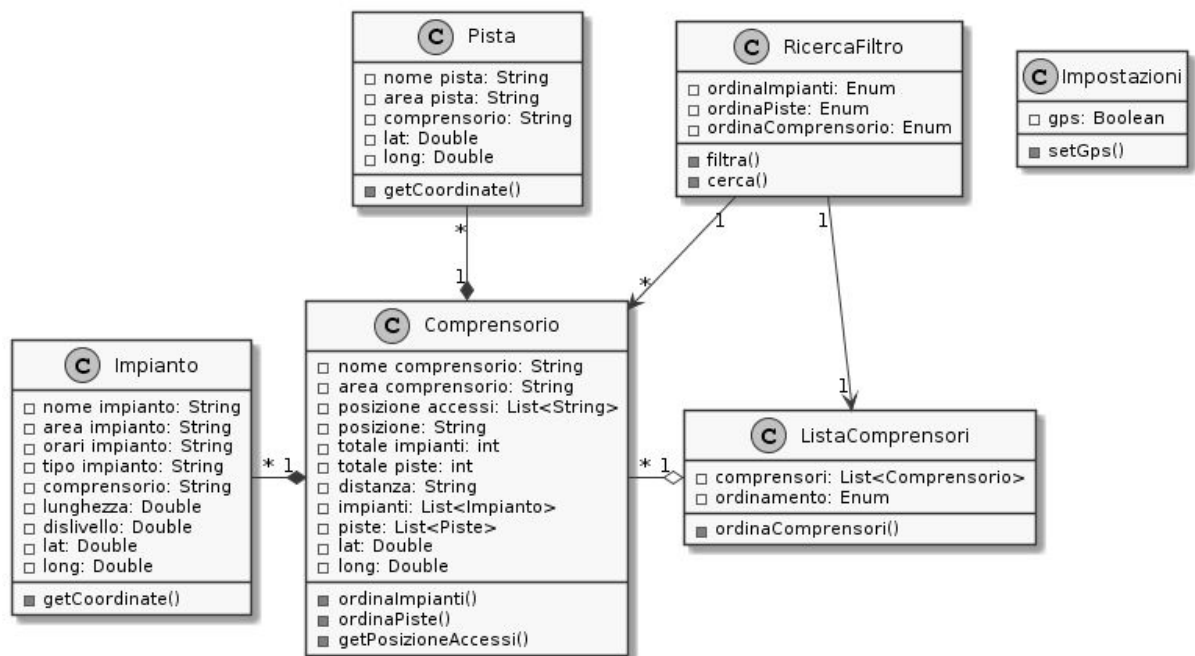 C Pista
nome pista: String
area pista: String
comprensorio: String
lat: Double
long: Double
getCoordinate()
C RicercaFiltro
ordinaImpianti: Enum
ordinaPiste: Enum
ordinaComprensorio: Enum
filtra()
cerca()
C Impostazioni
gps: Boolean
setGps()
*
1
1
*
1
1
C Impianto
nome impianto: String
area impianto: String
orari impianto: String
tipo impianto: String
comprensorio: String
lunghezza: Double
dislivello: Double
lat: Double
long: Double
getCoordinate()
* 1
C Comprensorio
nome comprensorio: String
area comprensorio: String
posizione accessi: List<String>
posizione: String
totale impianti: int
totale piste: int
distanza: String
impianti: List<Impianto>
piste: List<Piste>
lat: Double
long: Double
ordinaImpianti()
ordinaPiste()
getPosizioneAccessi()
* 1
C ListaComprensori
comprensori: List<Comprensorio>
ordinamento: Enum
ordinaComprensori()